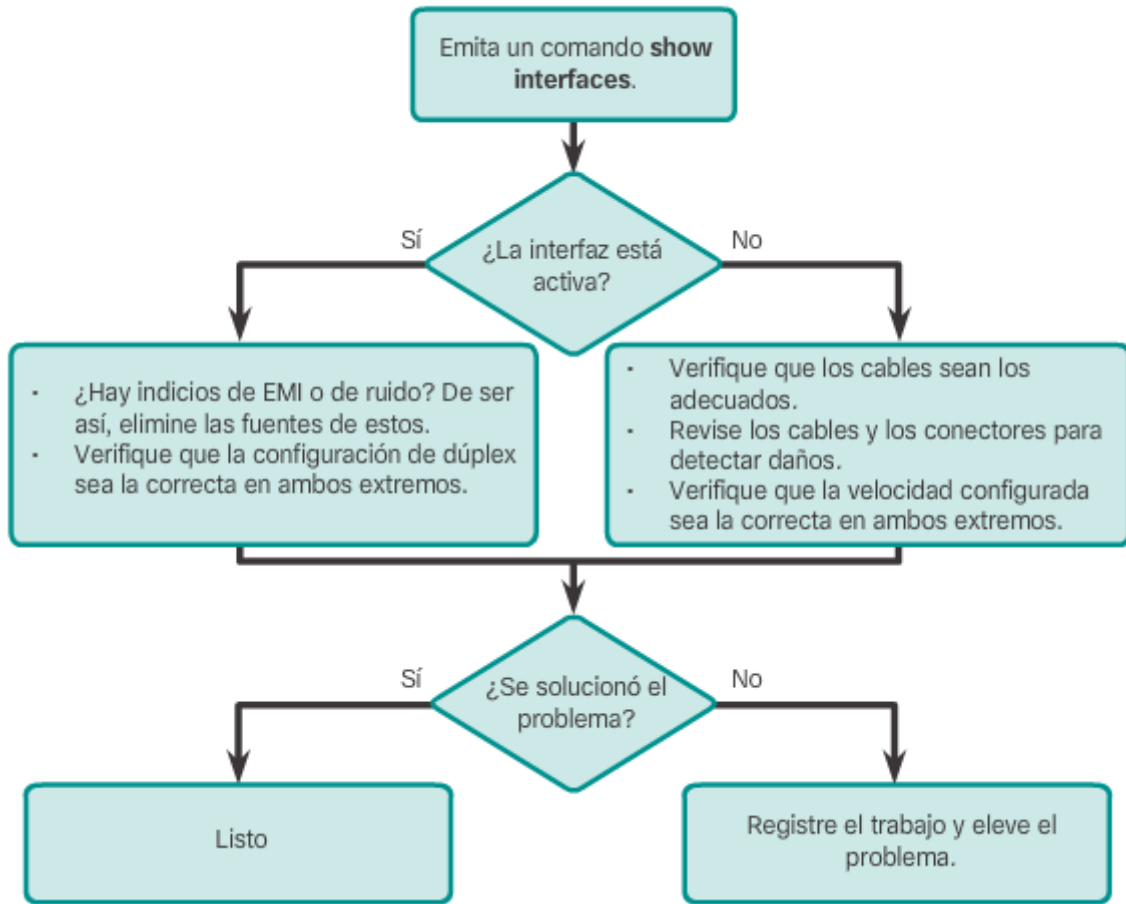 Emita un comando show
interfaces.
¿La interfaz está
activa?
Sí
No
· ¿Hay indicios de EMI o de ruido? De ser
así, elimine las fuentes de estos.
· Verifique que la configuración de dúplex
sea la correcta en ambos extremos.
· Verifique que los cables sean los
adecuados.
· Revise los cables y los conectores para
detectar daños.
· Verifique que la velocidad configurada
sea la correcta en ambos extremos.
¿Se solucionó el
problema?
Sí
No
Listo
Registre el trabajo y eleve el
problema.